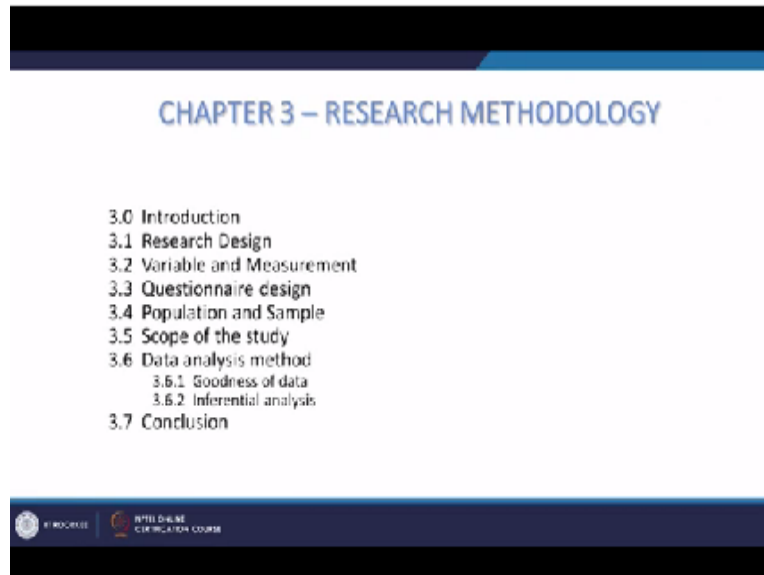 CHAPTER 3 – RESEARCH METHODOLOGY
3.0 Introduction
3.1 Research Design
3.2 Variable and Measurement
3.3 Questionnaire design
3.4 Population and Sample
3.5 Scope of the study
3.6 Data analysis method
3.6.1 Goodness of data
3.6.2 Inferential analysis
3.7 Conclusion
IIT ROORKEE
NPTEL ONLINE
CERTIFICATION COURSE